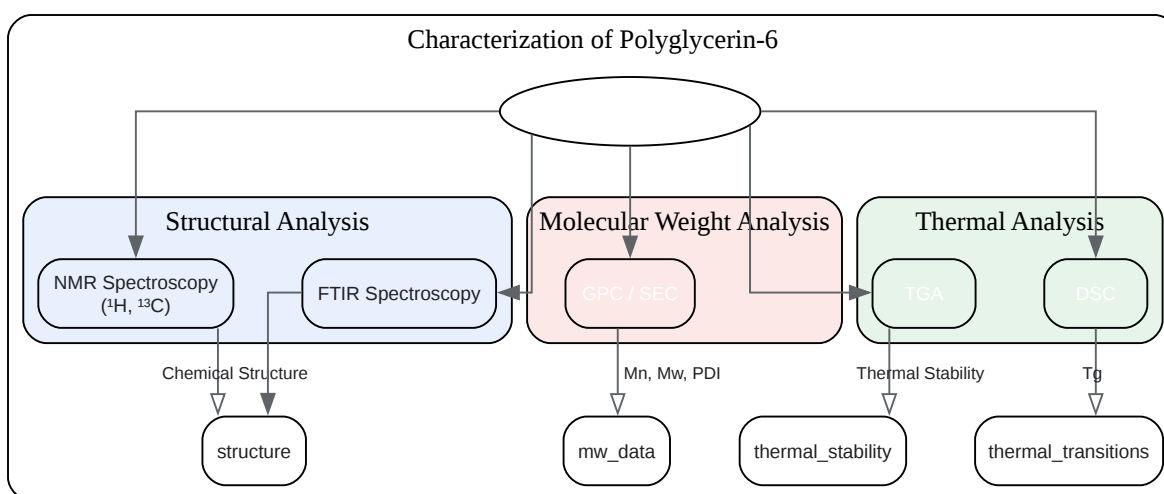 Characterization of Polyglycerin-6
Structural Analysis
Molecular Weight Analysis
Thermal Analysis
NMR Spectroscopy
(¹H, ¹³C)
FTIR Spectroscopy
GPC / SEC
TGA
DSC
Chemical Structure
Mn, Mw, PDI
Thermal Stability
Tg
structure
mw_data
thermal_stability
thermal_transitions